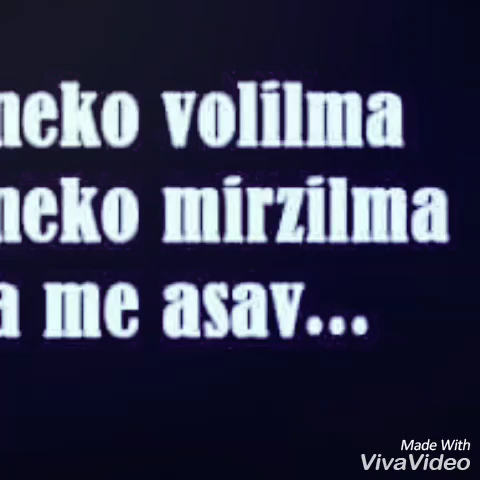 neko volilma
neko mirzilma
a me asav...
Made With
VivaVideo